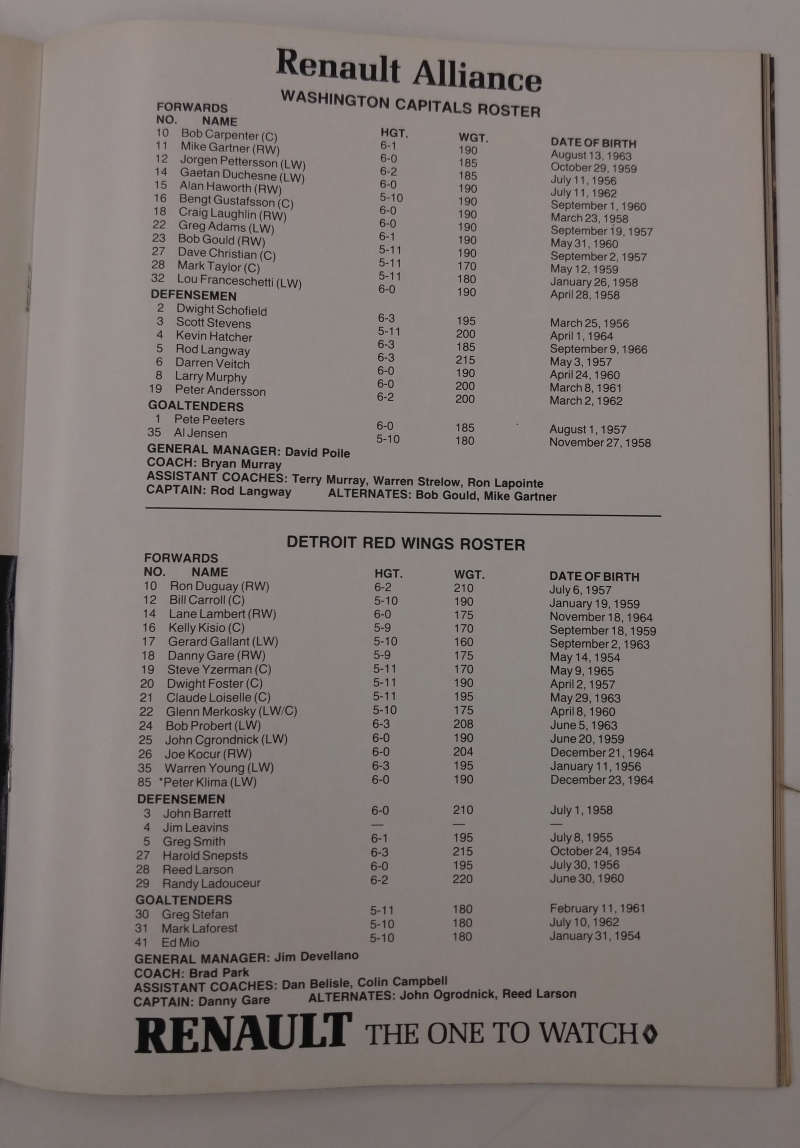 Renault Alliance
WASHINGTON CAPITALS ROSTER
FORWARDS
NO. NAME HGT. WGT. DATE OF BIRTH
10 Bob Carpenter (C) 6-1 190 August 13, 1963
11 Mike Gartner (RW) 6-0 185 October 29, 1959
12 Jorgen Pettersson (LW) 6-2 185 July 11, 1956
14 Gaetan Duchesne (LW) 6-0 190 July 11, 1962
15 Alan Haworth (RW) 5-10 190 September 1, 1960
16 Bengt Gustafsson (C) 6-0 190 March 23, 1958
18 Craig Laughlin (RW) 6-0 190 September 19, 1957
22 Greg Adams (LW) 6-1 190 May 31, 1960
23 Bob Gould (RW) 5-11 190 September 2, 1957
27 Dave Christian (C) 5-11 170 May 12, 1959
28 Mark Taylor (C) 5-11 180 January 26, 1958
32 Lou Franceschetti (LW) 6-0 190 April 28, 1958
DEFENSEMEN
2 Dwight Schofield 6-3 195 March 25, 1956
3 Scott Stevens 5-11 200 April 1, 1964
4 Kevin Hatcher 6-3 185 September 9, 1966
5 Rod Langway 6-3 215 May 3, 1957
6 Darren Veitch 6-0 190 April 24, 1960
8 Larry Murphy 6-0 200 March 8, 1961
19 Peter Andersson 6-2 200 March 2, 1962
GOALTENDERS
1 Pete Peeters 6-0 185 August 1, 1957
35 Al Jensen 5-10 180 November 27, 1958
GENERAL MANAGER: David Poile
COACH: Bryan Murray
ASSISTANT COACHES: Terry Murray, Warren Strelow, Ron Lapointe
CAPTAIN: Rod Langway ALTERNATES: Bob Gould, Mike Gartner
DETROIT RED WINGS ROSTER
FORWARDS
NO. NAME HGT. WGT. DATE OF BIRTH
10 Ron Duguay (RW) 6-2 210 July 6, 1957
12 Bill Carroll (C) 5-10 190 January 19, 1959
14 Lane Lambert (RW) 6-0 175 November 18, 1964
16 Kelly Kisio (C) 5-9 170 September 18, 1959
17 Gerard Gallant (LW) 5-10 160 September 2, 1963
18 Danny Gare (RW) 5-9 175 May 14, 1954
19 Steve Yzerman (C) 5-11 170 May 9, 1965
20 Dwight Foster (C) 5-11 190 April 2, 1957
21 Claude Loiselle (C) 5-11 195 May 29, 1963
22 Glenn Merkosky (LW/C) 5-10 175 April 8, 1960
24 Bob Probert (LW) 6-3 208 June 5, 1963
25 John Cgrondnick (LW) 6-0 190 June 20, 1959
26 Joe Kocur (RW) 6-0 204 December 21, 1964
35 Warren Young (LW) 6-3 195 January 11, 1956
85 *Peter Klima (LW) 6-0 190 December 23, 1964
DEFENSEMEN
3 John Barrett 6-0 210 July 1, 1958
4 Jim Leavins — — —
5 Greg Smith 6-1 195 July 8, 1955
27 Harold Snepsts 6-3 215 October 24, 1954
28 Reed Larson 6-0 195 July 30, 1956
29 Randy Ladouceur 6-2 220 June 30, 1960
GOALTENDERS
30 Greg Stefan 5-11 180 February 11, 1961
31 Mark Laforest 5-10 180 July 10, 1962
41 Ed Mio 5-10 180 January 31, 1954
GENERAL MANAGER: Jim Devellano
COACH: Brad Park
ASSISTANT COACHES: Dan Belisle, Colin Campbell
CAPTAIN: Danny Gare ALTERNATES: John Ogrodnick, Reed Larson
RENAULT THE ONE TO WATCH